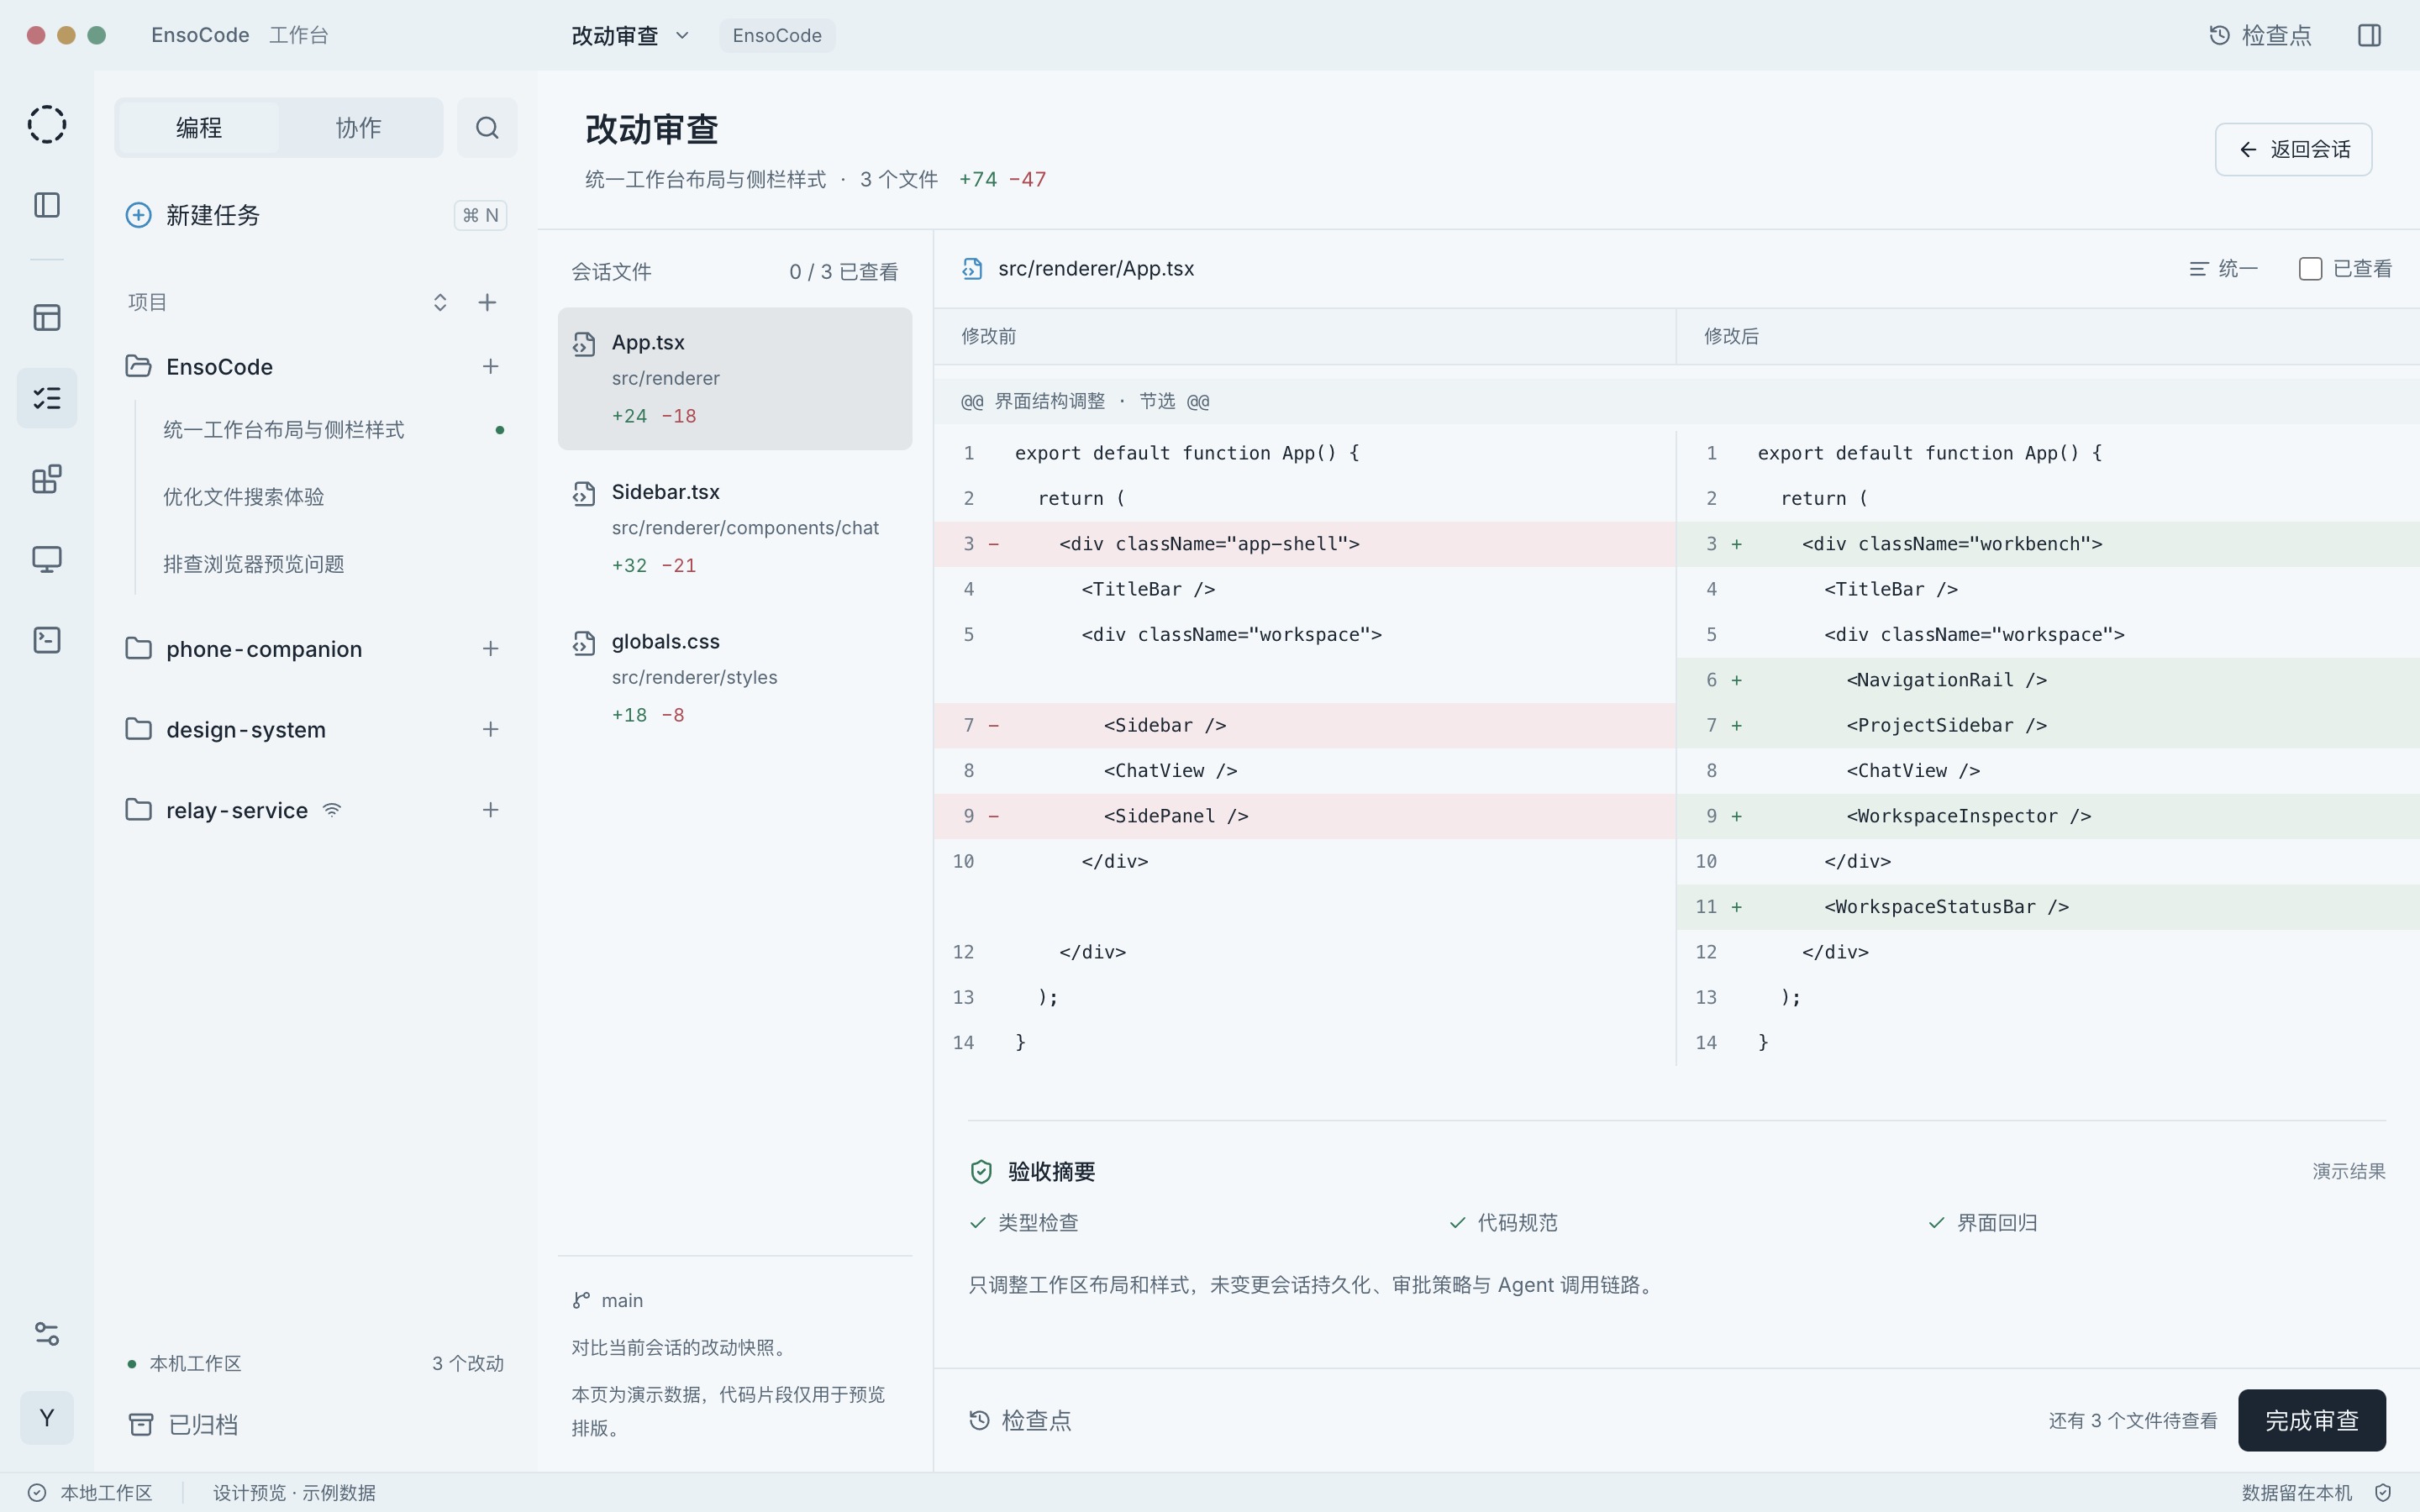 EnsoCode 工作台
改动审查 EnsoCode
检查点
编程 协作
新建任务 ⌘ N
项目
EnsoCode
统一工作台布局与侧栏样式
优化文件搜索体验
排查浏览器预览问题
phone-companion
design-system
relay-service
本机工作区 3 个改动
Y
已归档
改动审查
统一工作台布局与侧栏样式 · 3 个文件 +74 −47
返回会话
会话文件 0 / 3 已查看
App.tsx
src/renderer
+24 −18
Sidebar.tsx
src/renderer/components/chat
+32 −21
globals.css
src/renderer/styles
+18 −8
main
对比当前会话的改动快照。
本页为演示数据，代码片段仅用于预览
排版。
src/renderer/App.tsx
统一 已查看
修改前 修改后
@@ 界面结构调整 · 节选 @@
1 export default function App() { 1 export default function App() {
2 return ( 2 return (
3 − <div className="app-shell"> 3 + <div className="workbench">
4 <TitleBar /> 4 <TitleBar />
5 <div className="workspace"> 5 <div className="workspace">
6 + <NavigationRail />
7 − <Sidebar /> 7 + <ProjectSidebar />
8 <ChatView /> 8 <ChatView />
9 − <SidePanel /> 9 + <WorkspaceInspector />
10 </div> 10 </div>
11 + <WorkspaceStatusBar />
12 </div> 12 </div>
13 ); 13 );
14 } 14 }
验收摘要 演示结果
类型检查 代码规范 界面回归
只调整工作区布局和样式，未变更会话持久化、审批策略与 Agent 调用链路。
检查点 还有 3 个文件待查看 完成审查
本地工作区 设计预览 · 示例数据 数据留在本机